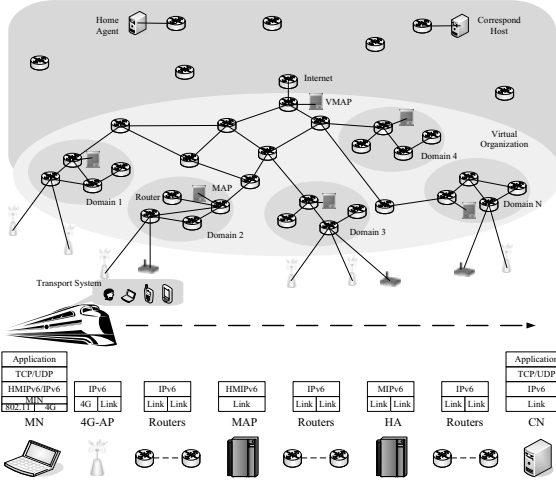 Home
Agent
Correspond
Host
Internet
VMAP
Virtual
Organization
Domain 4
Domain 1
Router
MAP
Domain 2
Domain 3
Domain N
Transport System
Application
TCP/UDP
HMIPv6/IPv6
MIN
802.11 4G
MN
IPv6
4G Link
4G-AP
IPv6
Link Link
Routers
HMIPv6
Link
MAP
IPv6
Link Link
Routers
MIPv6
Link Link
HA
IPv6
Link Link
Routers
Application
TCP/UDP
IPv6
Link
CN